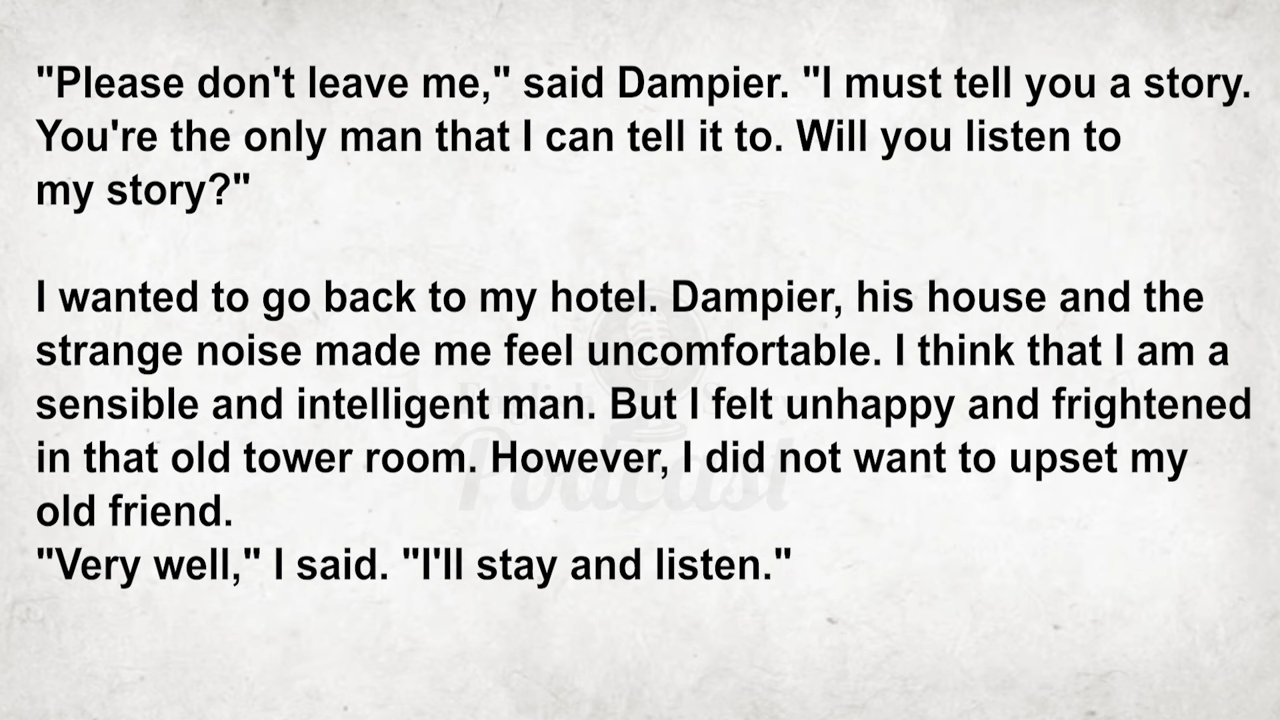 "Please don't leave me," said Dampier. "I must tell you a story.
You're the only man that I can tell it to. Will you listen to
my story?"
I wanted to go back to my hotel. Dampier, his house and the
strange noise made me feel uncomfortable. I think that I am a
sensible and intelligent man. But I felt unhappy and frightened
in that old tower room. However, I did not want to upset my
old friend.
"Very well," I said. "I'll stay and listen."
Podcast